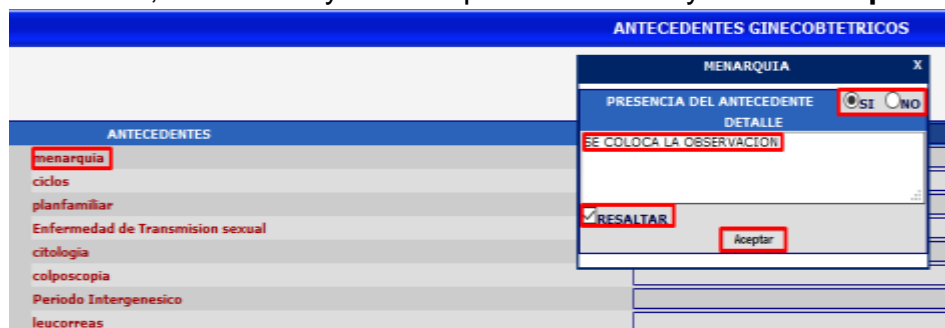 ANTECEDENTES GINECOBTETRICOS
MENARQUIA X
PRESENCIA DEL ANTECEDENTE SI NO
DETALLE
SE COLOCA LA OBSERVACION
RESALTAR
Aceptar
ANTECEDENTES
menarquia
ciclos
planfamiliar
Enfermedad de Transmision sexual
citologia
colposcopia
Periodo Intergenesico
leucorreas